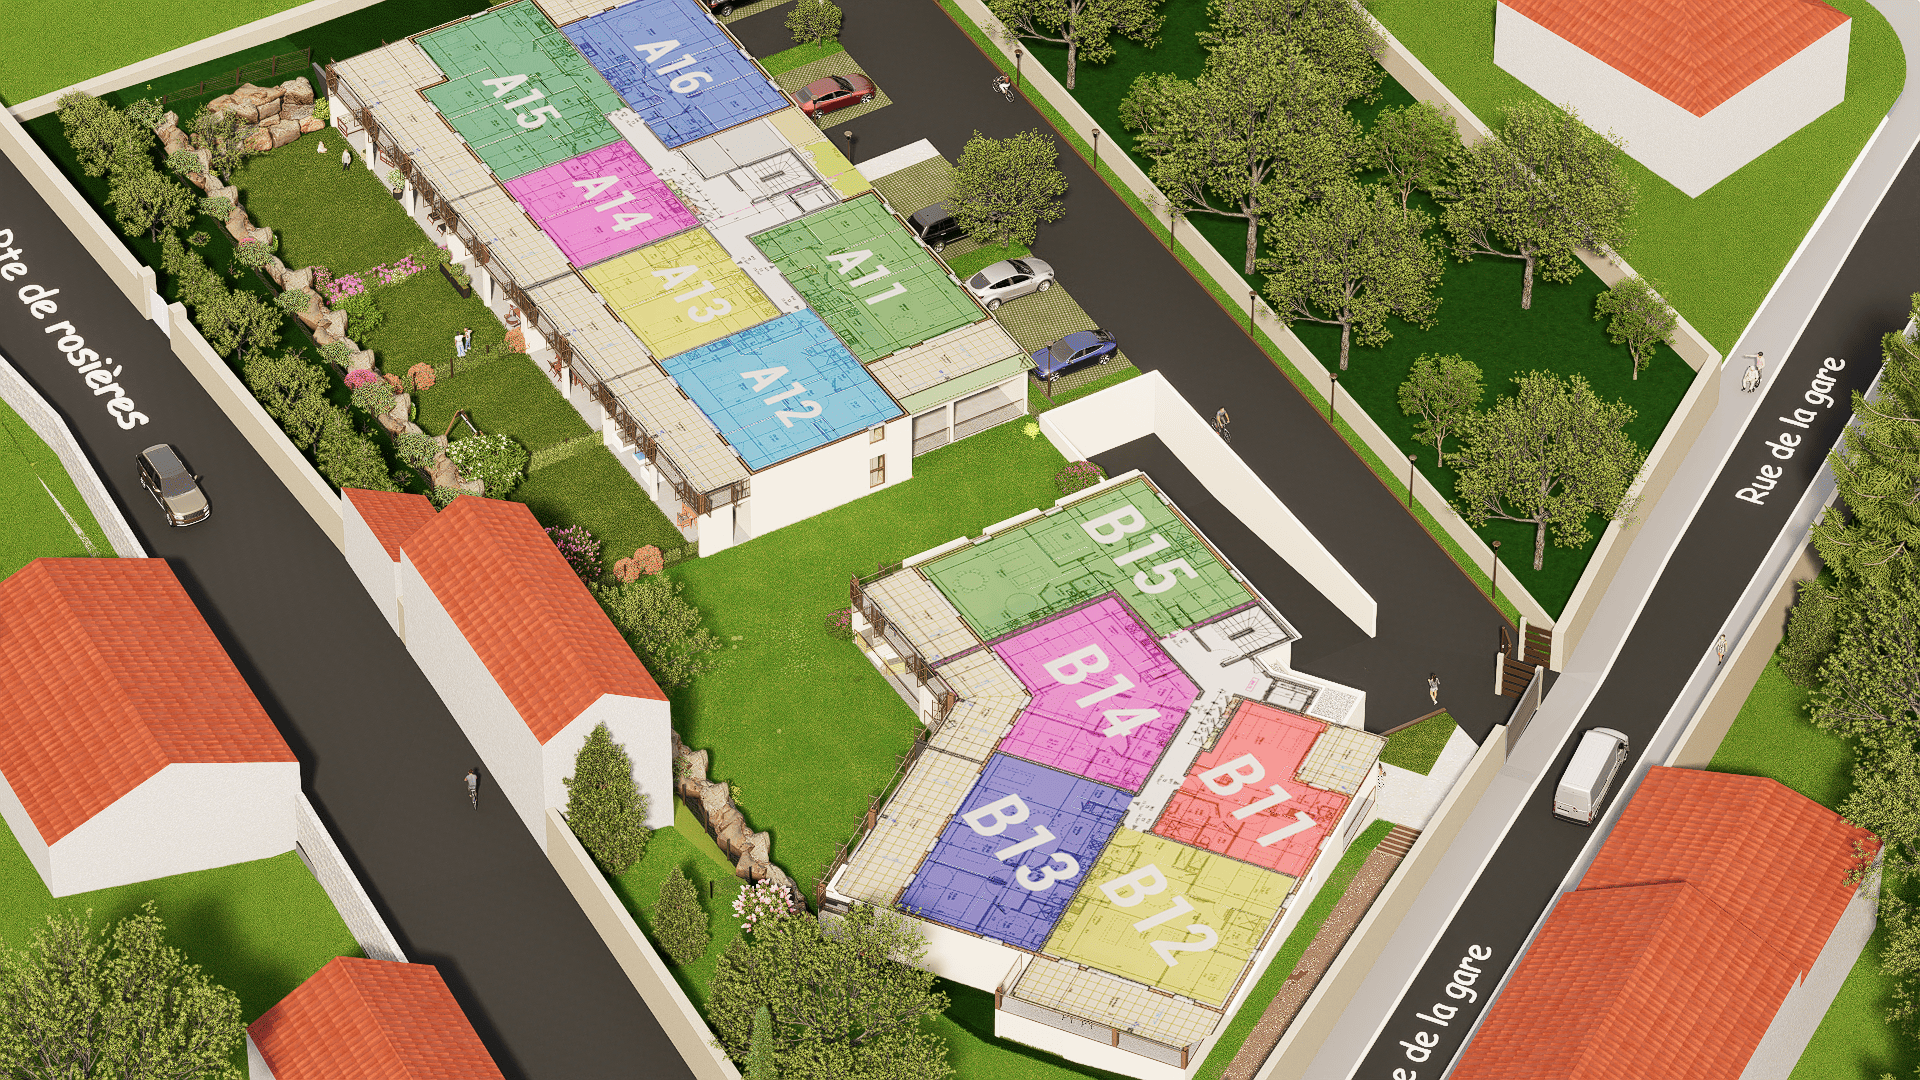 A16
A15
A14
A11
A13
A12
Rte de rosières
Rue de la gare
B15
B14
B11
B13
B12
e de la gare